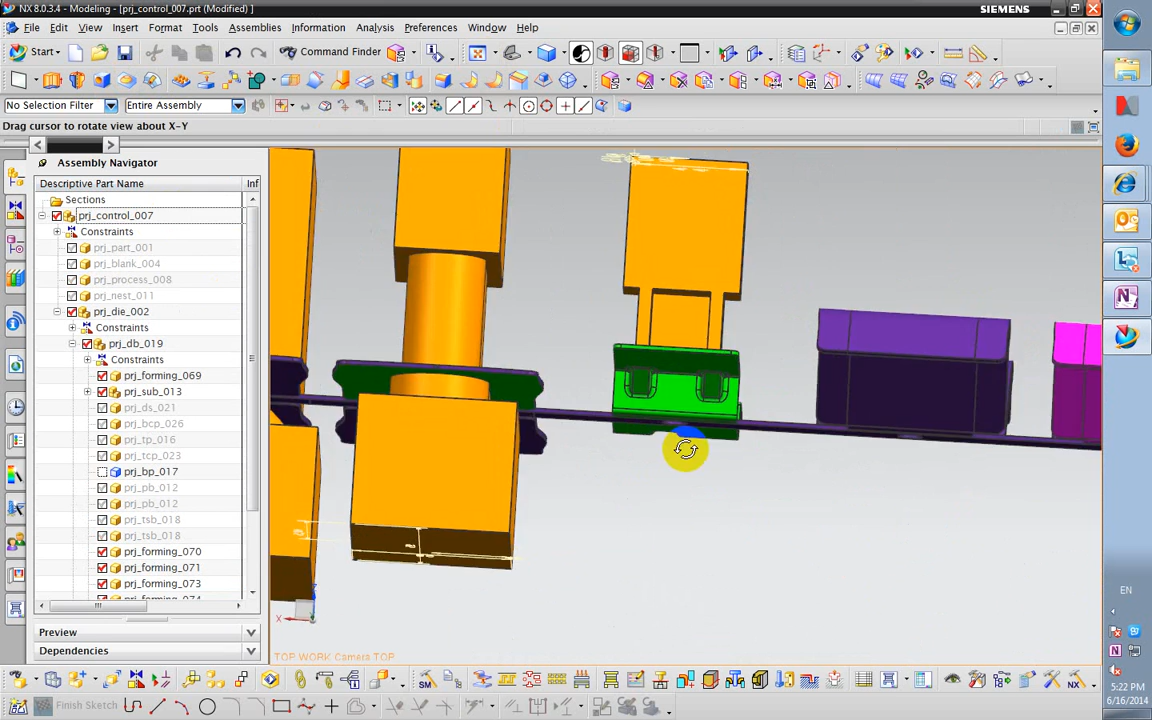 NX 8.0.3.4 - Modeling - [prj_control_007.prt (Modified) ]
SIEMENS
File Edit View Insert Format Tools Assemblies Information Analysis Preferences Window Help
Start
Command Finder
No Selection Filter
Entire Assembly
Drag cursor to rotate view about X-Y
Assembly Navigator
Descriptive Part Name
Inf
Sections
prj_control_007
Constraints
prj_part_001
prj_blank_004
prj_process_008
prj_nest_011
prj_die_002
Constraints
prj_db_019
Constraints
prj_forming_069
prj_sub_013
prj_ds_021
prj_bcp_026
prj_tp_016
prj_tcp_023
prj_bp_017
prj_pb_012
prj_pb_012
prj_tsb_018
prj_tsb_018
prj_forming_070
prj_forming_071
prj_forming_073
prj_forming_074
Preview
Dependencies
X
TOP WORK Camera TOP
SM
NX
Finish Sketch
EN
5:22 PM
6/16/2014